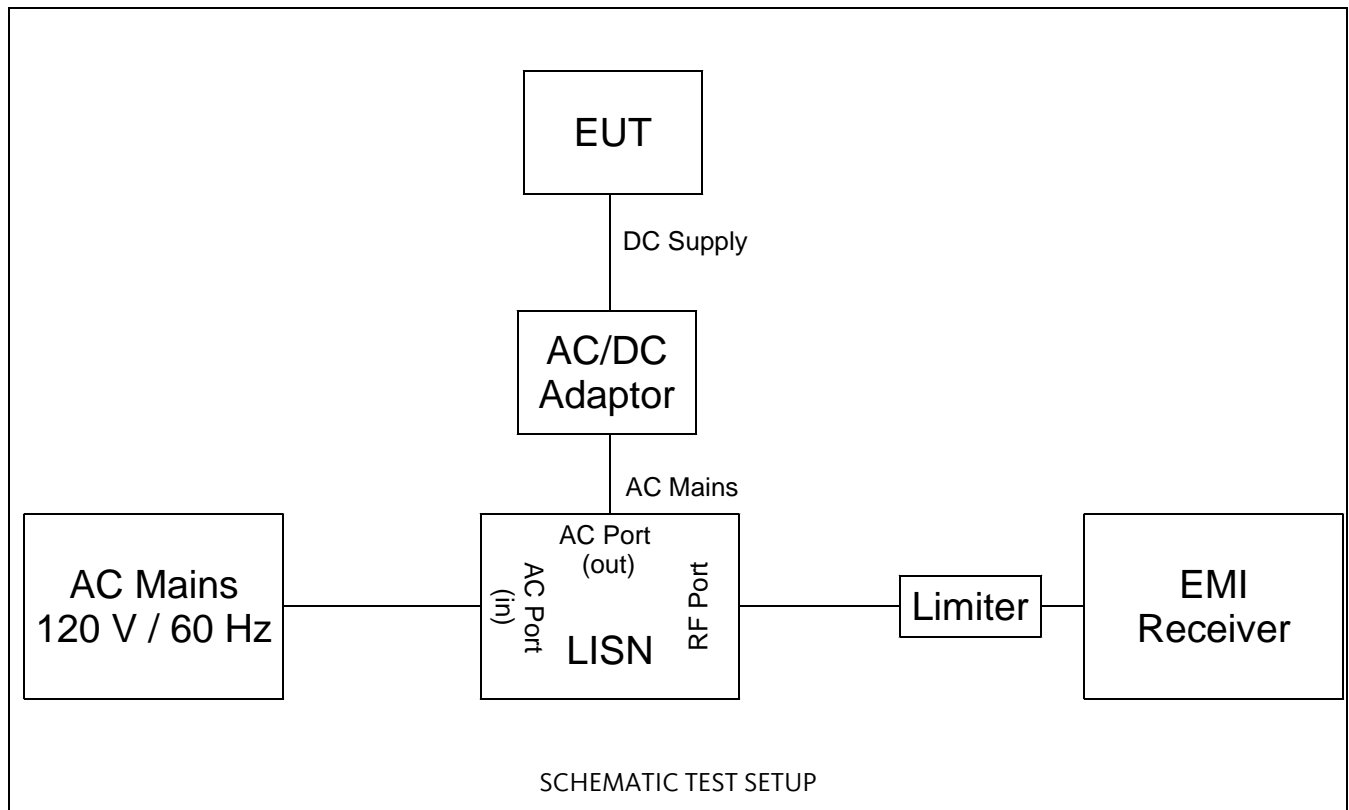 EUT
DC Supply
AC/DC
Adaptor
AC Mains
AC Mains
120 V / 60 Hz
AC Port
(in)
AC Port
(out)
RF Port
LISN
Limiter
EMI
Receiver
SCHEMATIC TEST SETUP